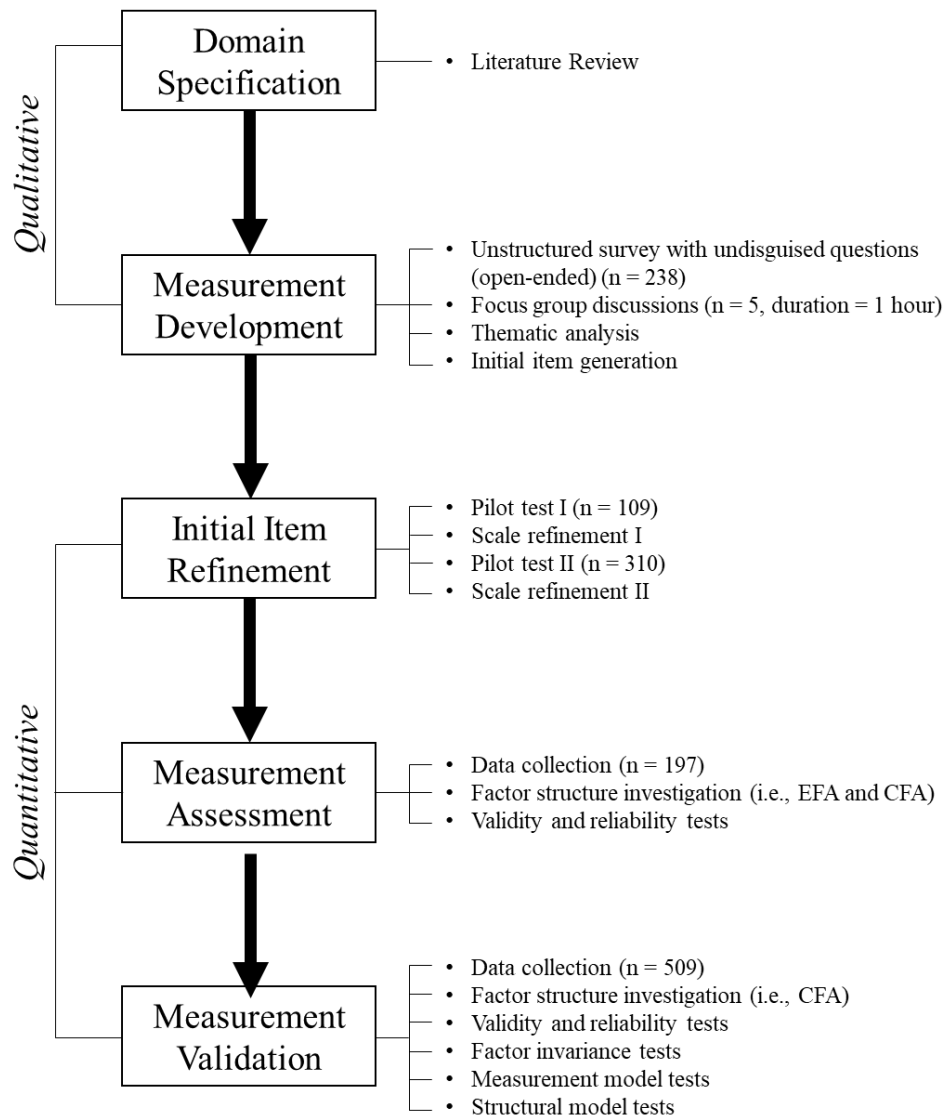 Domain
Specification
• Literature Review
Qualitative
Measurement
Development
• Unstructured survey with undisguised questions
(open-ended) (n = 238)
• Focus group discussions (n = 5, duration = 1 hour)
• Thematic analysis
• Initial item generation
Initial Item
Refinement
• Pilot test I (n = 109)
• Scale refinement I
• Pilot test II (n = 310)
• Scale refinement II
Quantitative
Measurement
Assessment
• Data collection (n = 197)
• Factor structure investigation (i.e., EFA and CFA)
• Validity and reliability tests
Measurement
Validation
• Data collection (n = 509)
• Factor structure investigation (i.e., CFA)
• Validity and reliability tests
• Factor invariance tests
• Measurement model tests
• Structural model tests